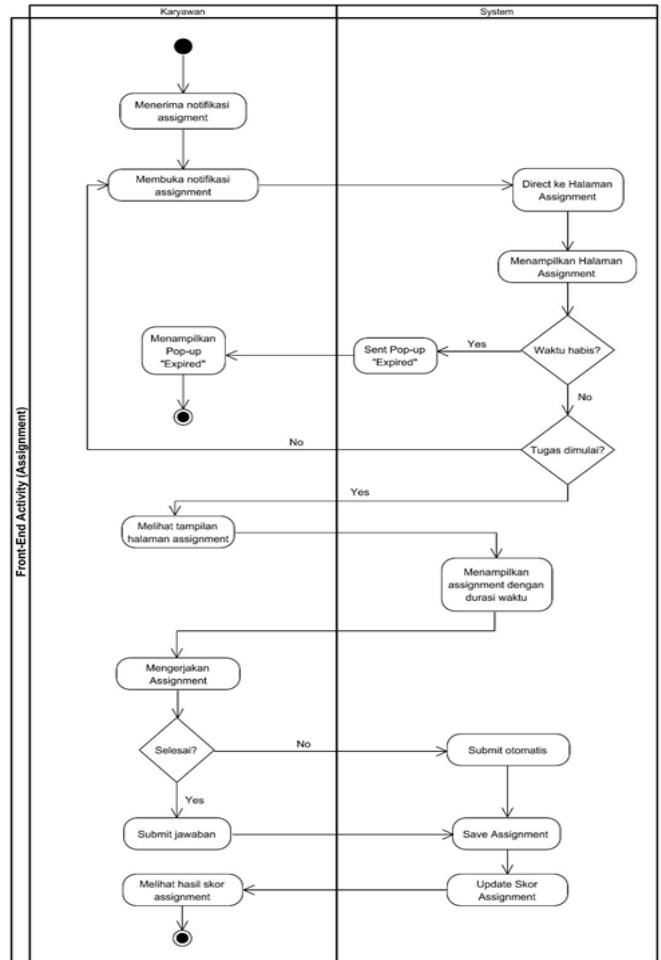 Karyawan
System
Front-End Activity (Assignment)
Menerima notifikasi
assigment
Membuka notifikasi
assignment
Direct ke Halaman
Assignment
Menampilkan Halaman
Assignment
Waktu habis?
Yes
Sent Pop-up
"Expired"
Menampilkan
Pop-up
"Expired"
No
Tugas dimulai?
No
Yes
Melihat tampilan
halaman assignment
Menampilkan
assignment dengan
durasi waktu
Mengerjakan
Assignment
Selesai?
No
Submit otomatis
Yes
Submit jawaban
Save Assignment
Update Skor
Assignment
Melihat hasil skor
assignment